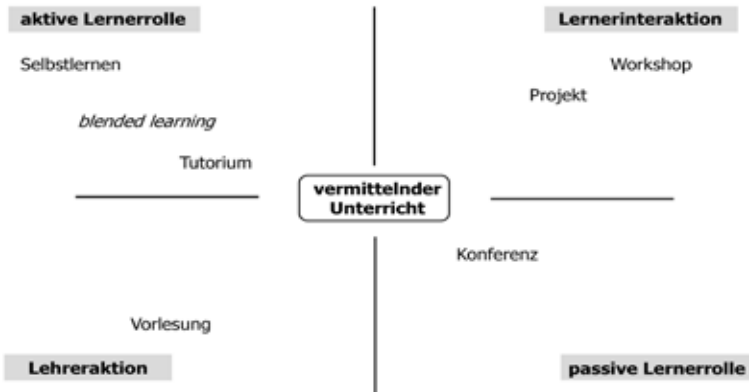 aktive Lernerrolle
Lernerinteraktion
Selbstlernen
Workshop
Projekt
blended learning
Tutorium
vermittelnder
Unterricht
Konferenz
Vorlesung
Lehreraktion
passive Lernerrolle